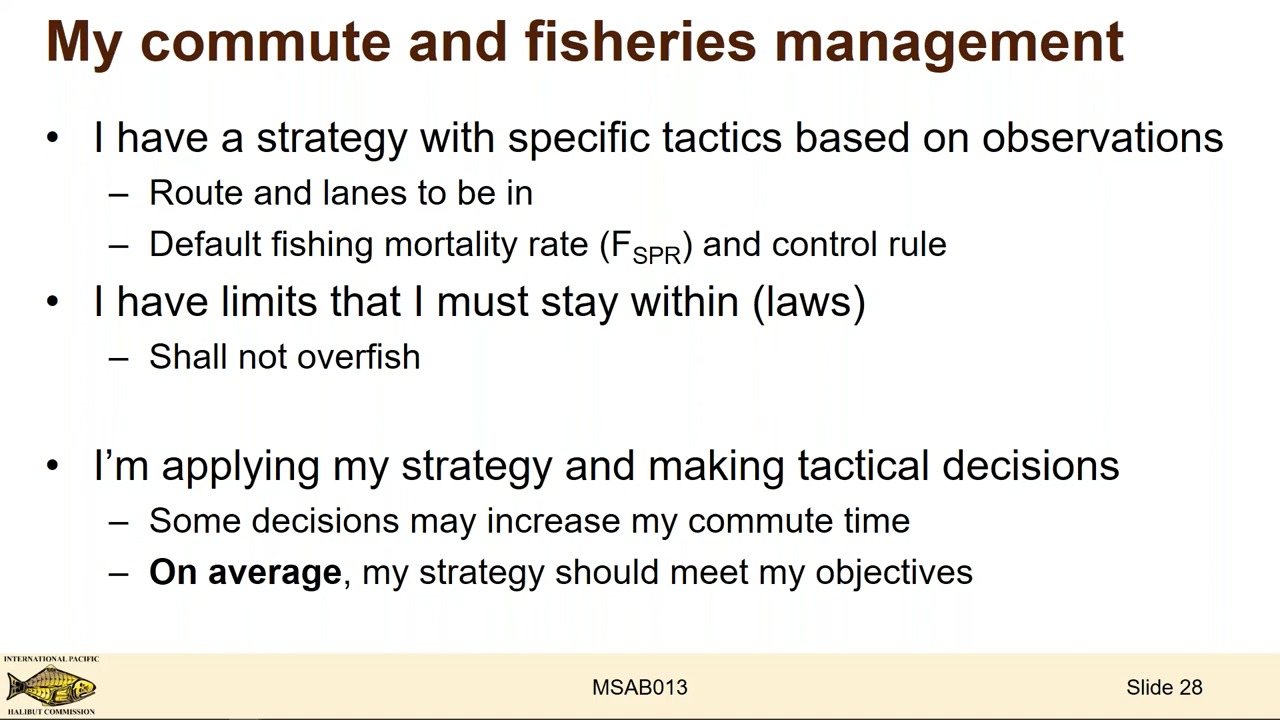 My commute and fisheries management
• I have a strategy with specific tactics based on observations
– Route and lanes to be in
– Default fishing mortality rate (FSPR) and control rule
• I have limits that I must stay within (laws)
– Shall not overfish
• I’m applying my strategy and making tactical decisions
– Some decisions may increase my commute time
– On average, my strategy should meet my objectives
INTERNATIONAL PACIFIC
HALIBUT COMMISSION
MSAB013
Slide 28